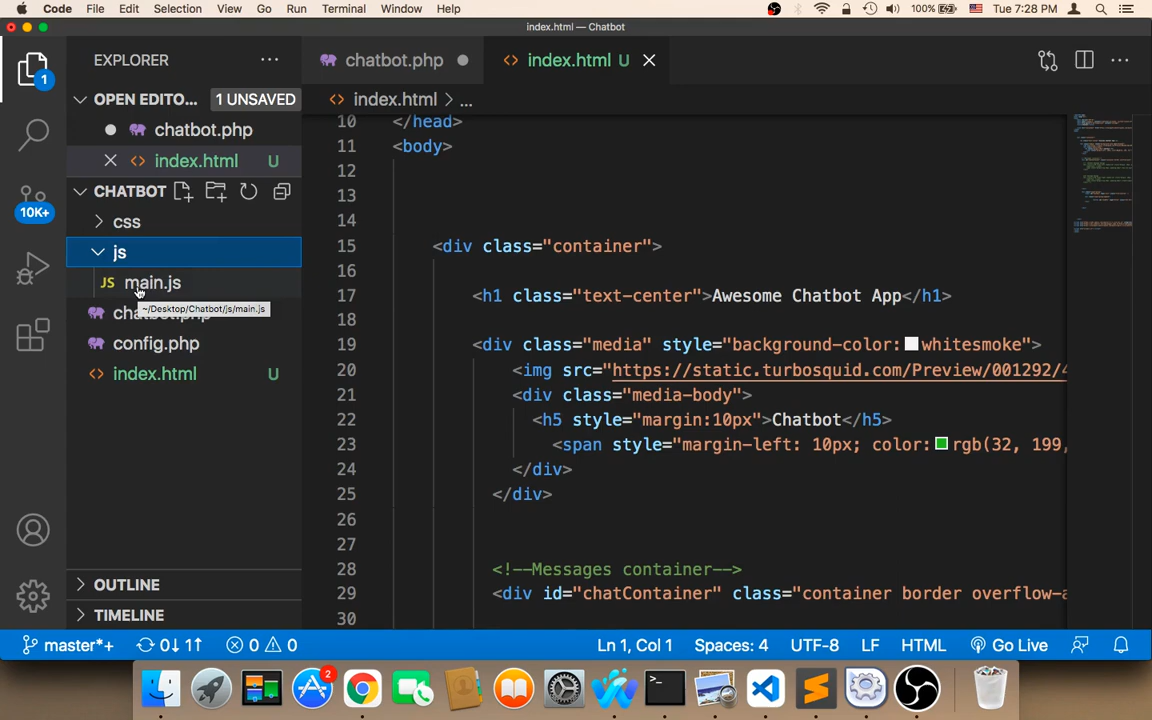 Code File Edit Selection View Go Run Terminal Window Help 100% Tue 7:28 PM
index.html — Chatbot
EXPLORER
chatbot.php
index.html U
1
OPEN EDITO... 1 UNSAVED
index.html > ...
chatbot.php
index.html U
CHATBOT
10K+
css
js
JS main.js
~/Desktop/Chatbot/js/main.js
config.php
index.html U
10 </head>
11 <body>
12
13
14
15 <div class="container">
16
17 <h1 class="text-center">Awesome Chatbot App</h1>
18
19 <div class="media" style="background-color: whitesmoke">
20 <img src="https://static.turbosquid.com/Preview/001292/4
21 <div class="media-body">
22 <h5 style="margin:10px">Chatbot</h5>
23 <span style="margin-left: 10px; color: rgb(32, 199,
24 </div>
25 </div>
26
27
28 <!--Messages container-->
29 <div id="chatContainer" class="container border overflow-a
30
OUTLINE
TIMELINE
master*+ 0↓ 1↑ 0 0 Ln 1, Col 1 Spaces: 4 UTF-8 LF HTML Go Live
2